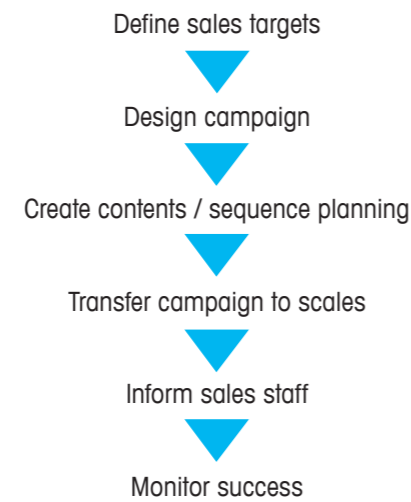 Define sales targets
Design campaign
Create contents / sequence planning
Transfer campaign to scales
Inform sales staff
Monitor success